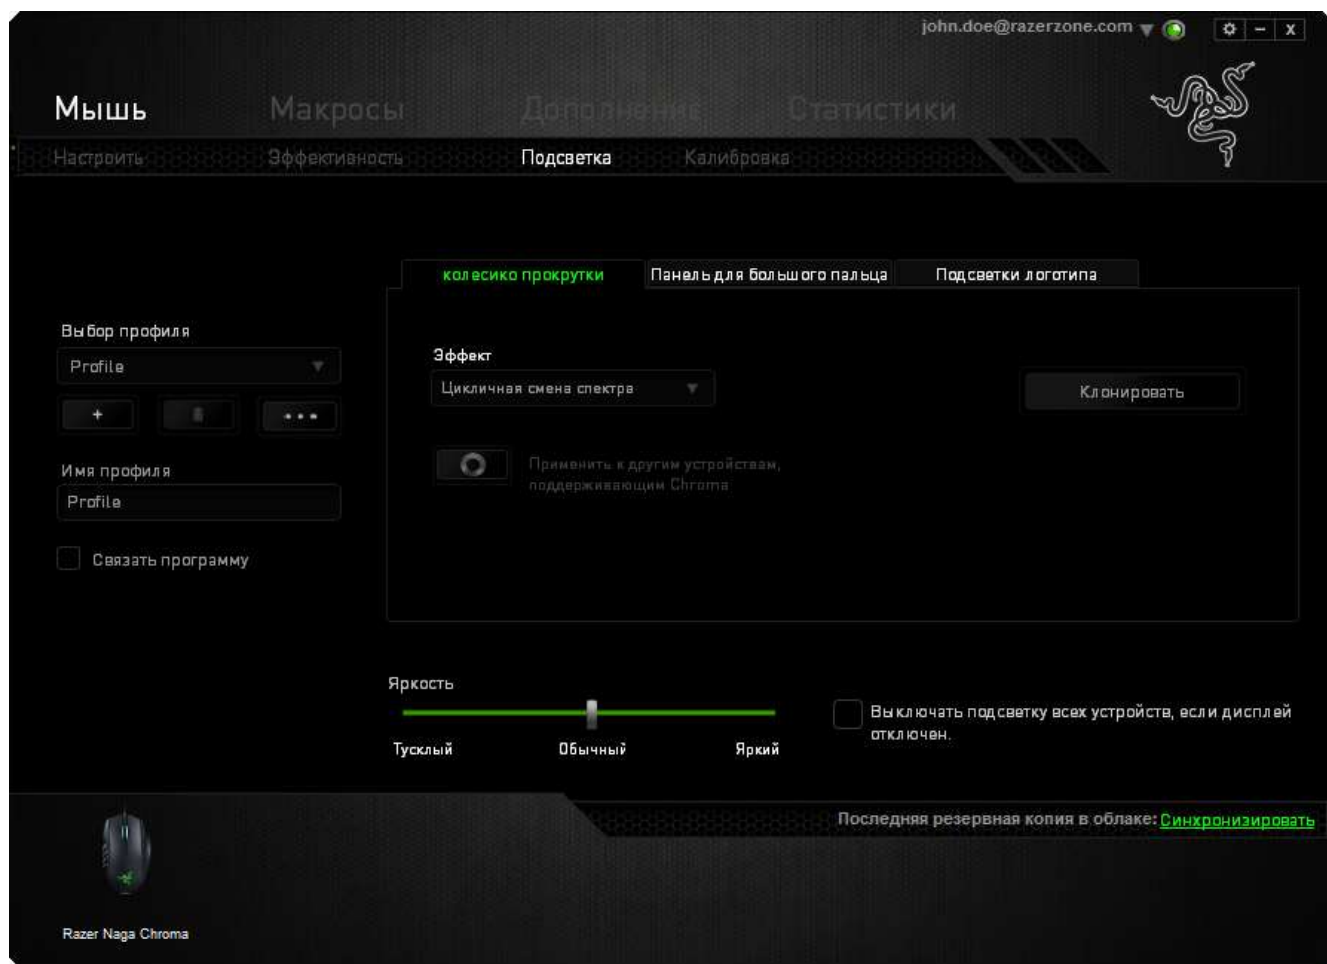 john.doe@razerzone.com
Мышь Макросы Дополнение Статистики
Настроить Эффективность Подсветка Калибровка
колесико прокрутки Панель для большого пальца Подсветки логотипа
Выбор профиля
Profile
+
Имя профиля
Profile
Связать программу
Эффект
Цикличная смена спектра
Клонировать
Применить к другим устройствам,
поддерживающим Chroma
Яркость
Тусклый Обычный Яркий
Выключать подсветку всех устройств, если дисплей
отключен.
Последняя резервная копия в облаке: Синхронизировать
Razer Naga Chroma